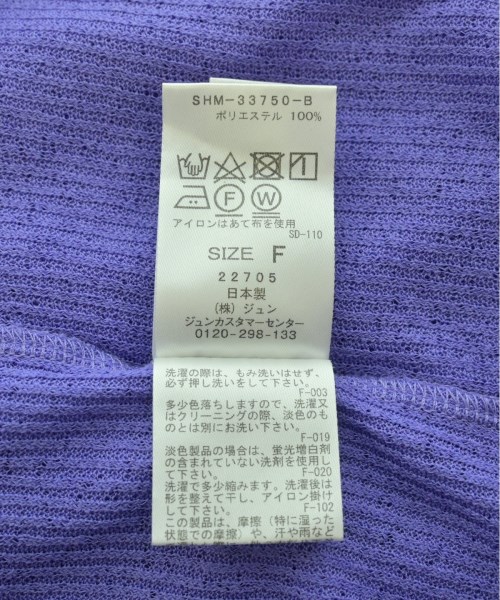 SHM-33750-B
ポリエステル 100%
F W
アイロンはあて布を使用
SD-110
SIZE F
22705
日本製
(株) ジュン
ジュンカスタマーセンター
0120-298-133
洗濯の際は、もみ洗いはせず、
必ず押し洗いをして下さい。
F-003
多少色落ちしますので、洗濯又
はクリーニングの際、淡色のも
のとは別にお洗い下さい。
F-019
淡色製品の場合は、蛍光増白剤
の含まれていない洗剤を使用し
て下さい。
F-020
洗濯で多少縮みます。洗濯後は
形を整えて干し、アイロン掛け
して下さい。
F-102
この製品は、摩擦（特に湿った
状態での摩擦）や、汗や雨など